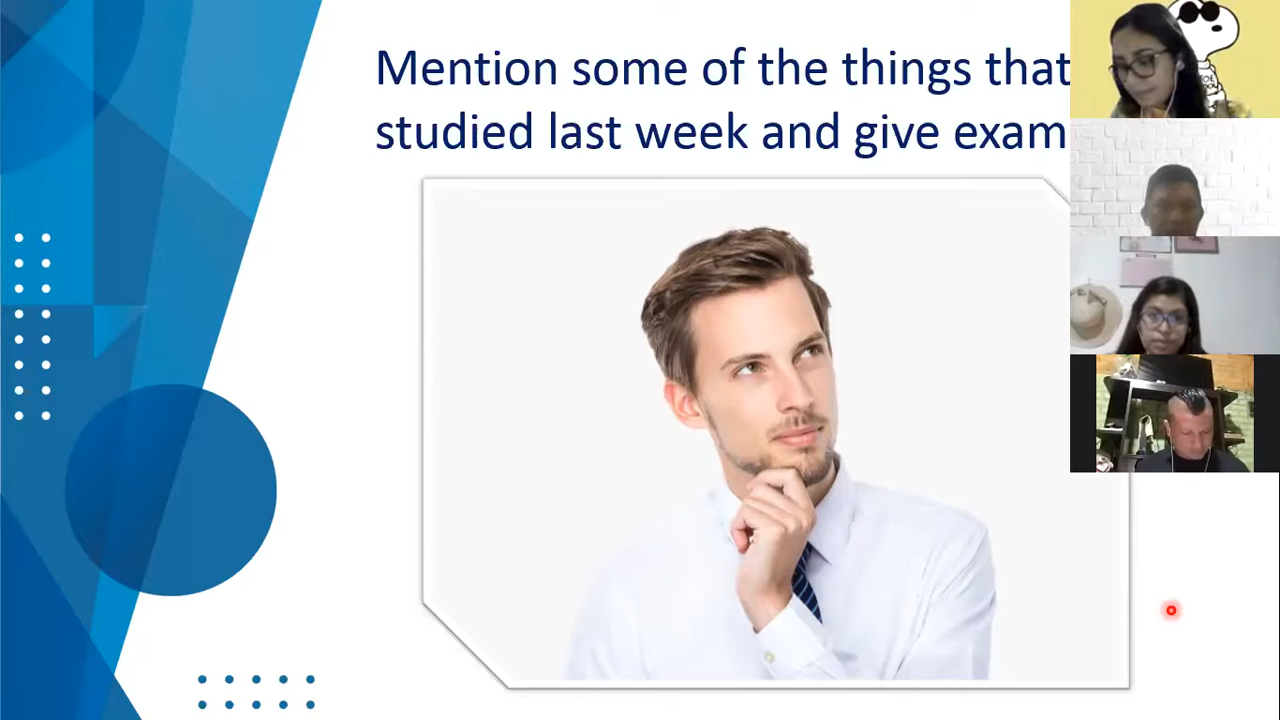 Mention some of the things that
studied last week and give exam